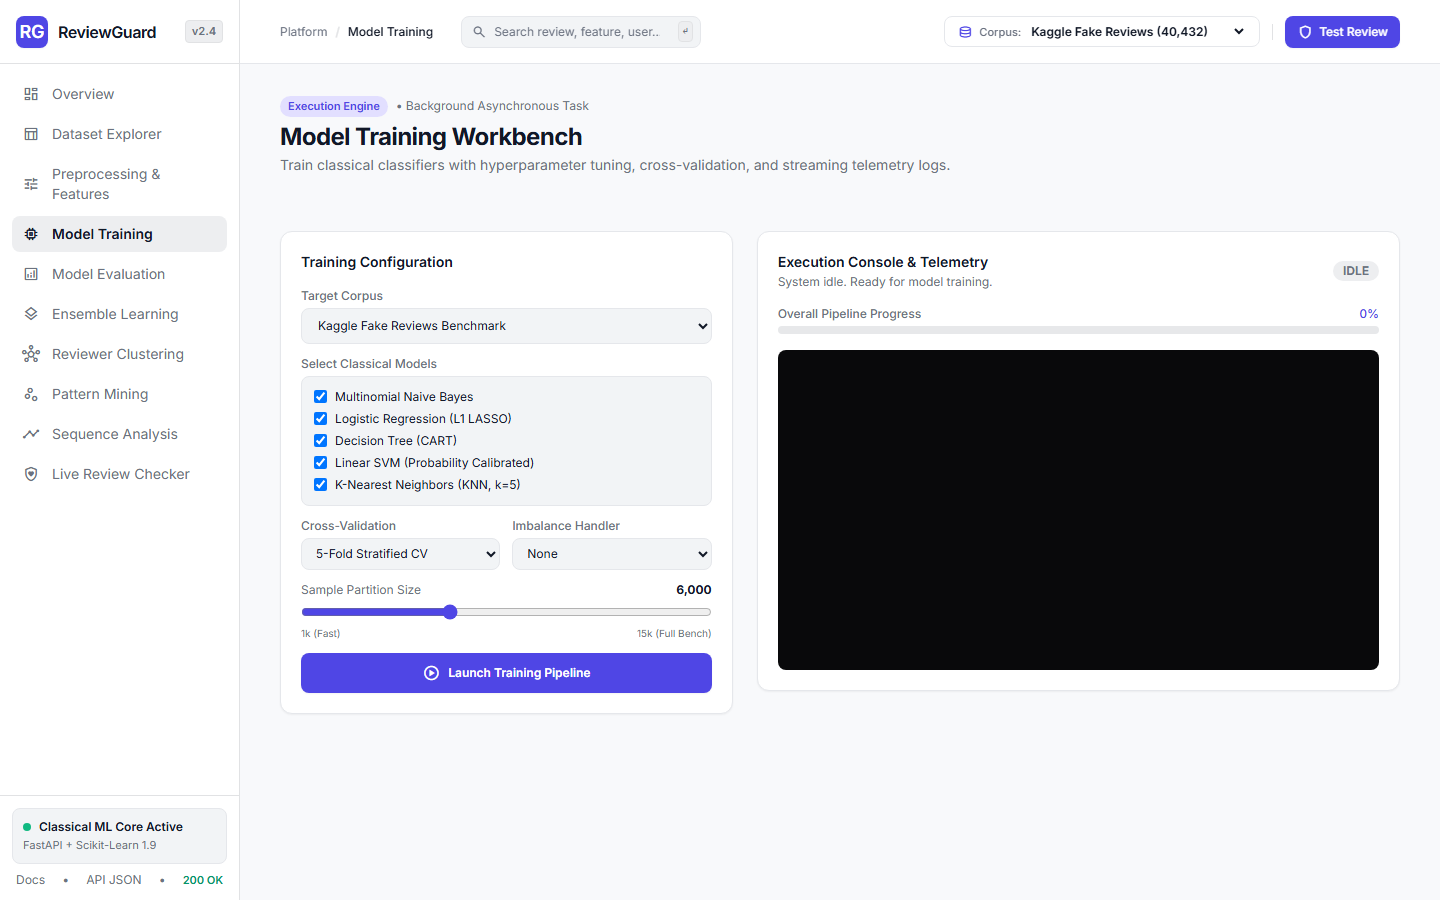 RG ReviewGuard v2.4
Overview
Dataset Explorer
Preprocessing &
Features
Model Training
Model Evaluation
Ensemble Learning
Reviewer Clustering
Pattern Mining
Sequence Analysis
Live Review Checker
Classical ML Core Active
FastAPI + Scikit-Learn 1.9
Docs • API JSON • 200 OK
Platform / Model Training
Search review, feature, user...
Corpus: Kaggle Fake Reviews (40,432)
Test Review
Execution Engine • Background Asynchronous Task
Model Training Workbench
Train classical classifiers with hyperparameter tuning, cross-validation, and streaming telemetry logs.
Training Configuration
Target Corpus
Kaggle Fake Reviews Benchmark
Select Classical Models
Multinomial Naive Bayes
Logistic Regression (L1 LASSO)
Decision Tree (CART)
Linear SVM (Probability Calibrated)
K-Nearest Neighbors (KNN, k=5)
Cross-Validation Imbalance Handler
5-Fold Stratified CV None
Sample Partition Size 6,000
1k (Fast) 15k (Full Bench)
Launch Training Pipeline
Execution Console & Telemetry
System idle. Ready for model training.
IDLE
Overall Pipeline Progress 0%